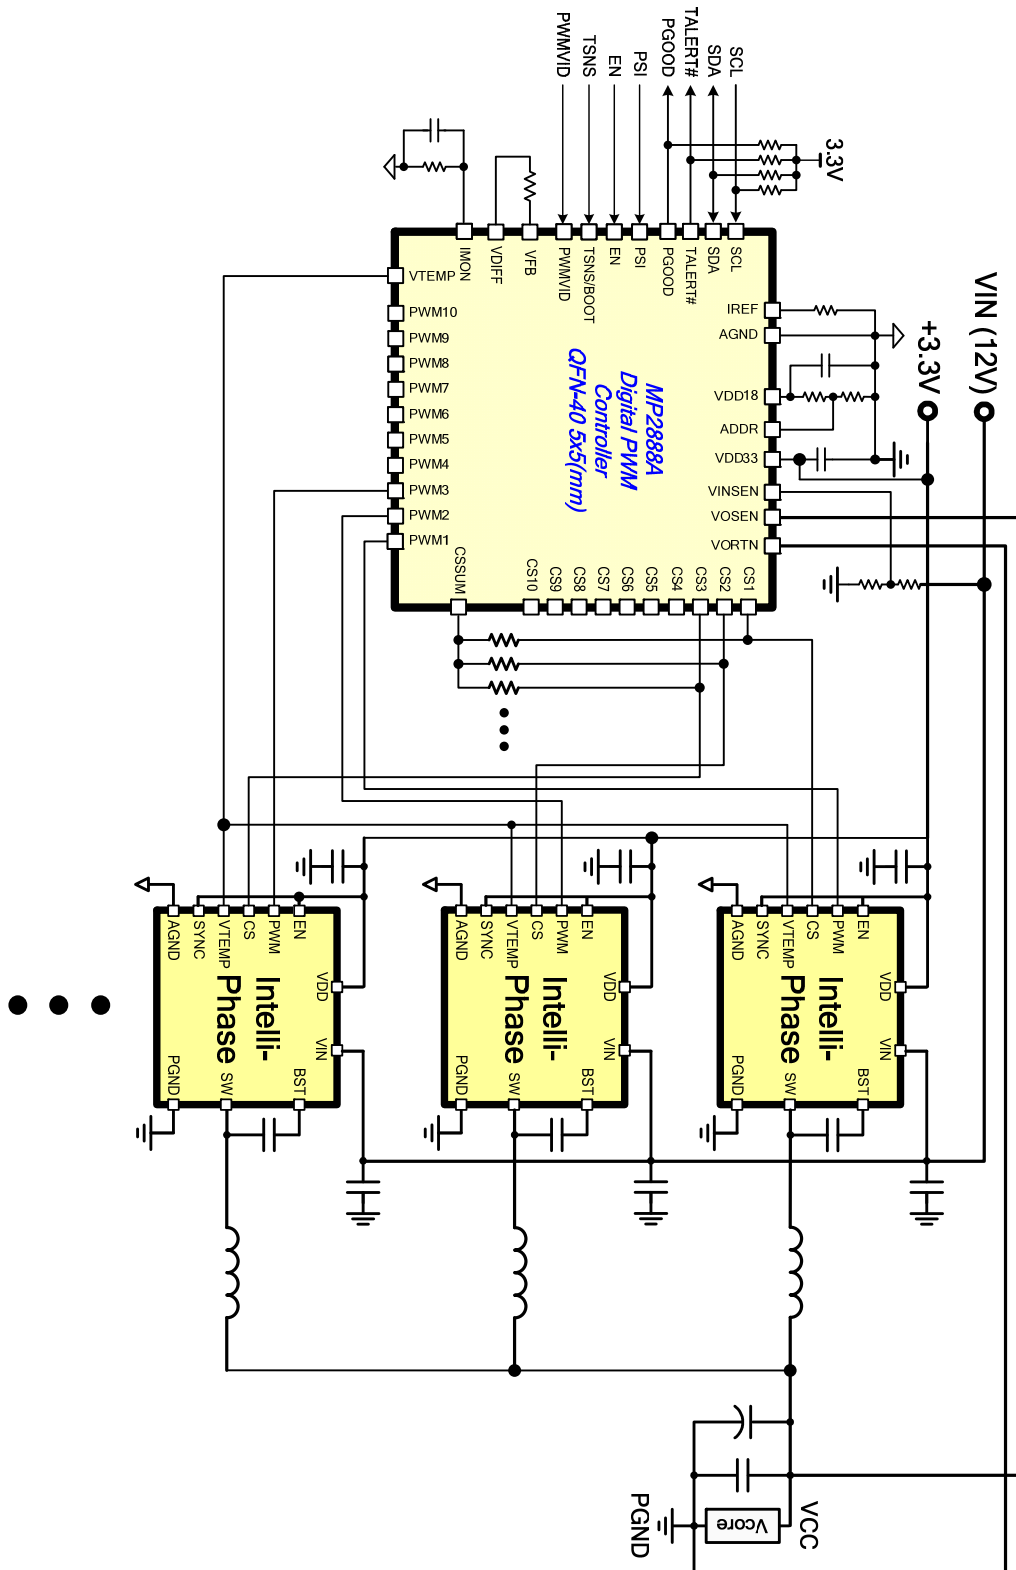 PWMVID
TSNS
EN
PSI
PGOOD
TALERT#
SDA
SCL
3.3V
VIN (12V)
+3.3V
IMON
VDIFF
VFB
PWMVID
TSNS/BOOT
EN
PSI
PGOOD
TALERT#
SDA
SCL
VTEMP
PWM10
PWM9
PWM8
PWM7
PWM6
PWM5
PWM4
PWM3
PWM2
PWM1
IREF
AGND
VDD18
ADDR
VDD33
VINSEN
VOSEN
VORTN
MP2888A
Digital PWM
Controller
QFN-40 5x5(mm)
CSSUM
CS10
CS9
CS8
CS7
CS6
CS5
CS4
CS3
CS2
CS1
AGND
SYNC
VTEMP
CS
PWM
EN
VDD
VIN
Intelli-
Phase
PGND
SW
BST
AGND
SYNC
VTEMP
CS
PWM
EN
VDD
VIN
Intelli-
Phase
PGND
SW
BST
AGND
SYNC
VTEMP
CS
PWM
EN
VDD
VIN
Intelli-
Phase
PGND
SW
BST
VCC
Vcore
PGND